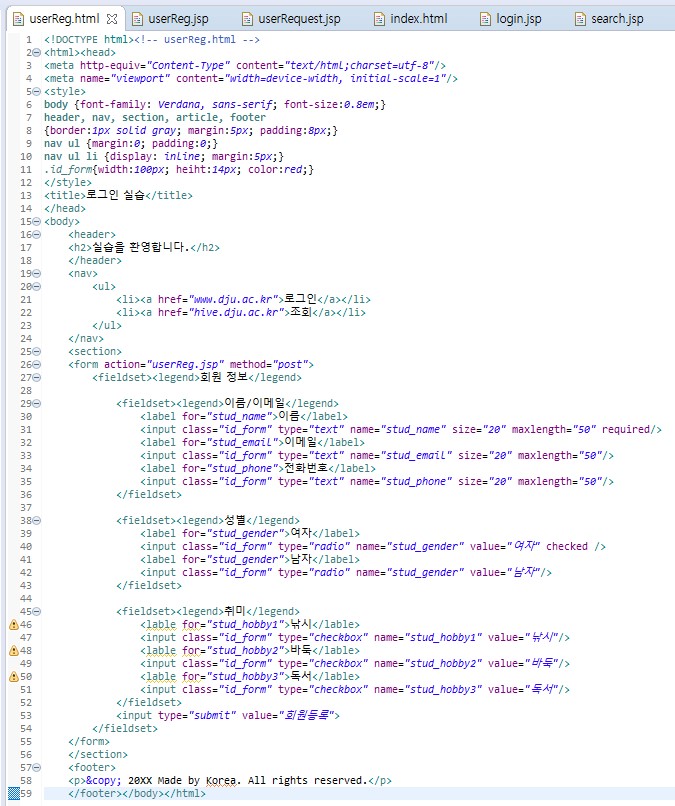 userReg.html userReg.jsp userRequest.jsp index.html login.jsp search.jsp
1 <!DOCTYPE html><!-- userReg.html -->
2 <html><head>
3 <meta http-equiv="Content-Type" content="text/html;charset=utf-8"/>
4 <meta name="viewport" content="width=device-width, initial-scale=1"/>
5 <style>
6 body {font-family: Verdana, sans-serif; font-size:0.8em;}
7 header, nav, section, article, footer
8 {border:1px solid gray; margin:5px; padding:8px;}
9 nav ul {margin:0; padding:0;}
10 nav ul li {display: inline; margin:5px;}
11 .id_form{width:100px; heiht:14px; color:red;}
12 </style>
13 <title>로그인 실습</title>
14 </head>
15 <body>
16 <header>
17 <h2>실습을 환영합니다.</h2>
18 </header>
19 <nav>
20 <ul>
21 <li><a href="www.dju.ac.kr">로그인</a></li>
22 <li><a href="hive.dju.ac.kr">조회</a></li>
23 </ul>
24 </nav>
25 <section>
26 <form action="userReg.jsp" method="post">
27 <fieldset><legend>회원 정보</legend>
28
29 <fieldset><legend>이름/이메일</legend>
30 <label for="stud_name">이름</label>
31 <input class="id_form" type="text" name="stud_name" size="20" maxlength="50" required/>
32 <label for="stud_email">이메일</label>
33 <input class="id_form" type="text" name="stud_email" size="20" maxlength="50"/>
34 <label for="stud_phone">전화번호</label>
35 <input class="id_form" type="text" name="stud_phone" size="20" maxlength="50"/>
36 </fieldset>
37
38 <fieldset><legend>성별</legend>
39 <label for="stud_gender">여자</label>
40 <input class="id_form" type="radio" name="stud_gender" value="여자" checked />
41 <label for="stud_gender">남자</label>
42 <input class="id_form" type="radio" name="stud_gender" value="남자"/>
43 </fieldset>
44
45 <fieldset><legend>취미</legend>
46 <lable for="stud_hobby1">낚시</lable>
47 <input class="id_form" type="checkbox" name="stud_hobby1" value="낚시"/>
48 <lable for="stud_hobby2">바둑</lable>
49 <input class="id_form" type="checkbox" name="stud_hobby2" value="바둑"/>
50 <lable for="stud_hobby3">독서</lable>
51 <input class="id_form" type="checkbox" name="stud_hobby3" value="독서"/>
52 </fieldset>
53 <input type="submit" value="회원등록">
54 </fieldset>
55 </form>
56 </section>
57 <footer>
58 <p>&copy; 20XX Made by Korea. All rights reserved.</p>
59 </footer></body></html>